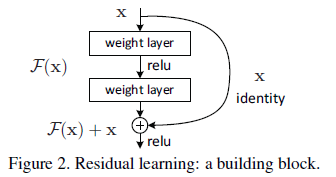 x
weight layer
F(x)
relu
weight layer
x
identity
F(x) + x
relu
Figure 2. Residual learning: a building block.